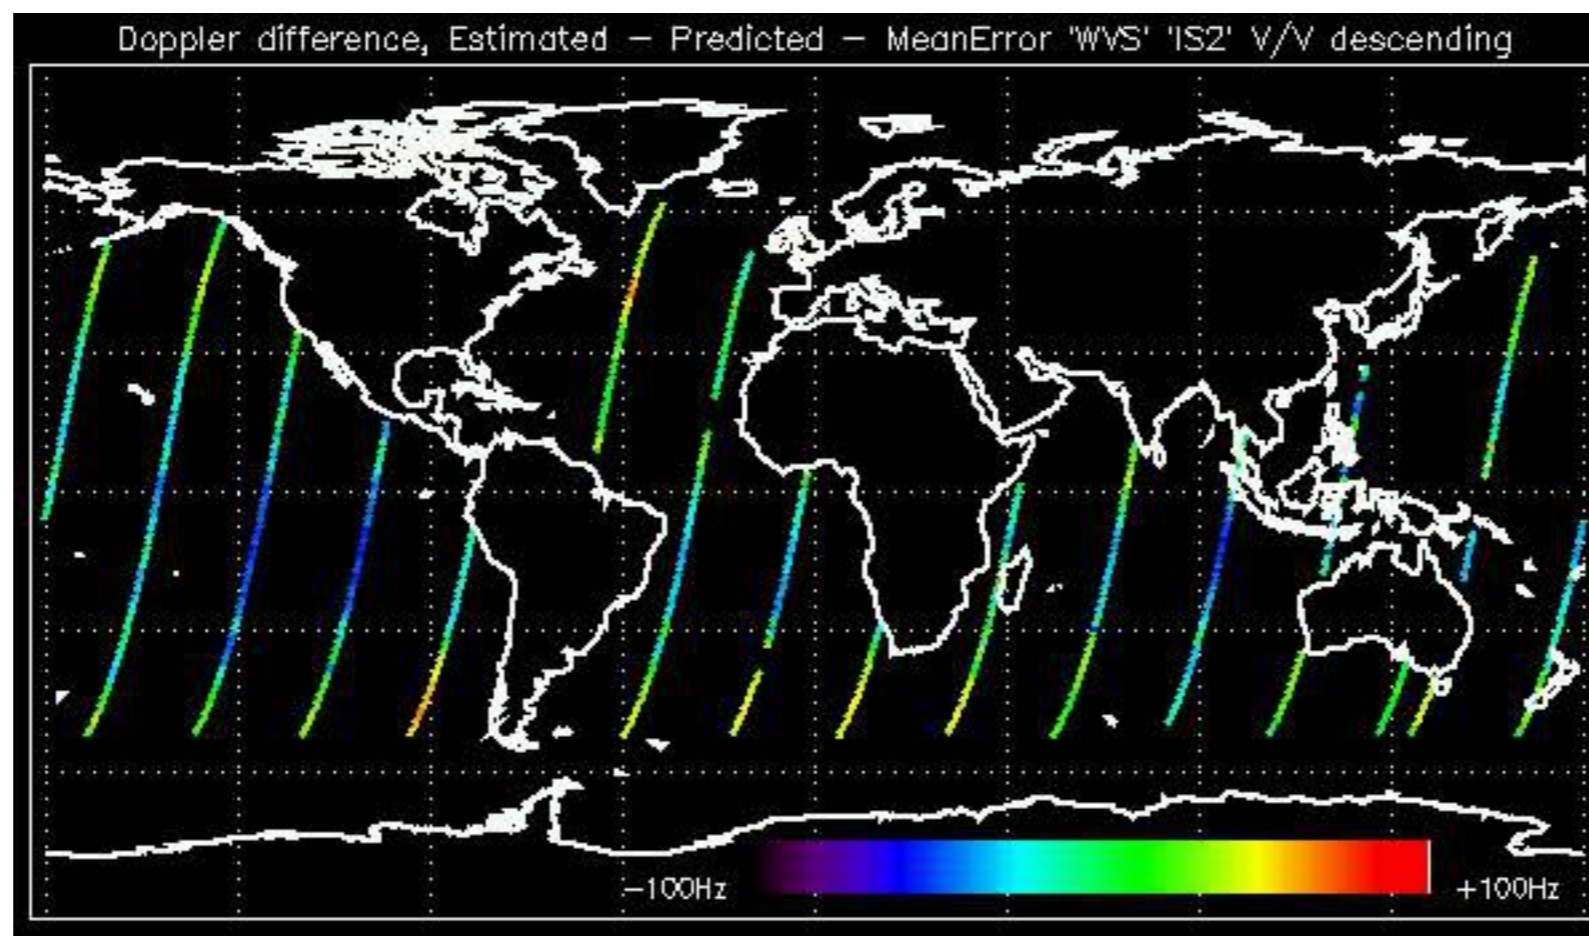 Doppler difference, Estimated - Predicted - MeanError 'WVS' 'IS2' V/V descending
-100Hz
+100Hz